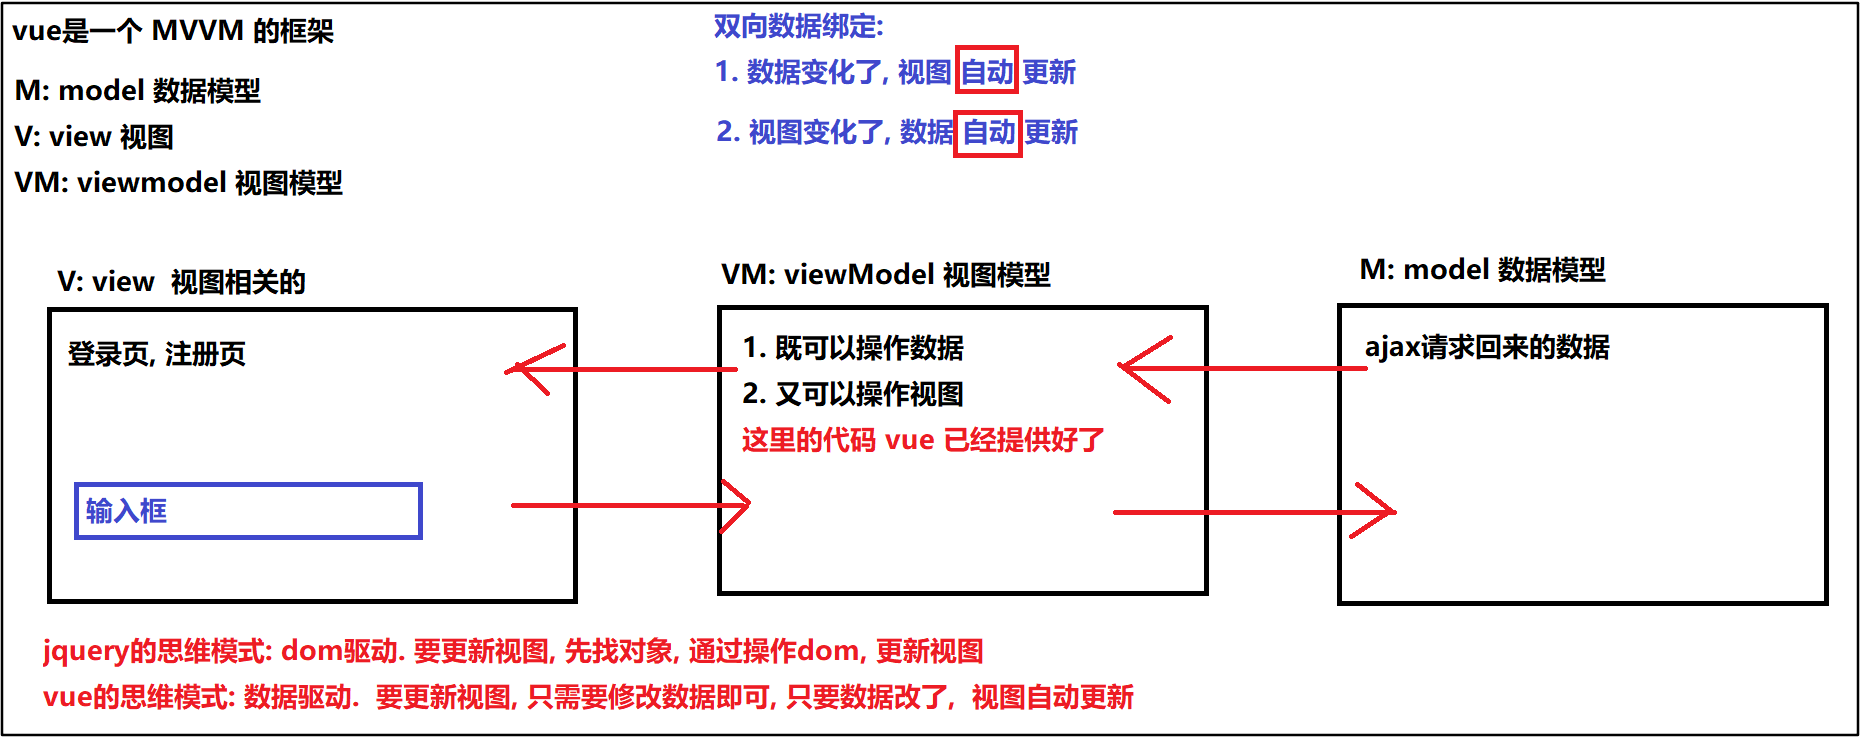 vue是一个 MVVM 的框架
M: model 数据模型
V: view 视图
VM: viewmodel 视图模型
双向数据绑定:
1. 数据变化了, 视图 自动 更新
2. 视图变化了, 数据 自动 更新
V: view 视图相关的
登录页, 注册页
输入框
VM: viewModel 视图模型
1. 既可以操作数据
2. 又可以操作视图
这里的代码 vue 已经提供好了
M: model 数据模型
ajax请求回来的数据
jquery的思维模式: dom驱动. 要更新视图, 先找对象, 通过操作dom, 更新视图
vue的思维模式: 数据驱动. 要更新视图, 只需要修改数据即可, 只要数据改了, 视图自动更新